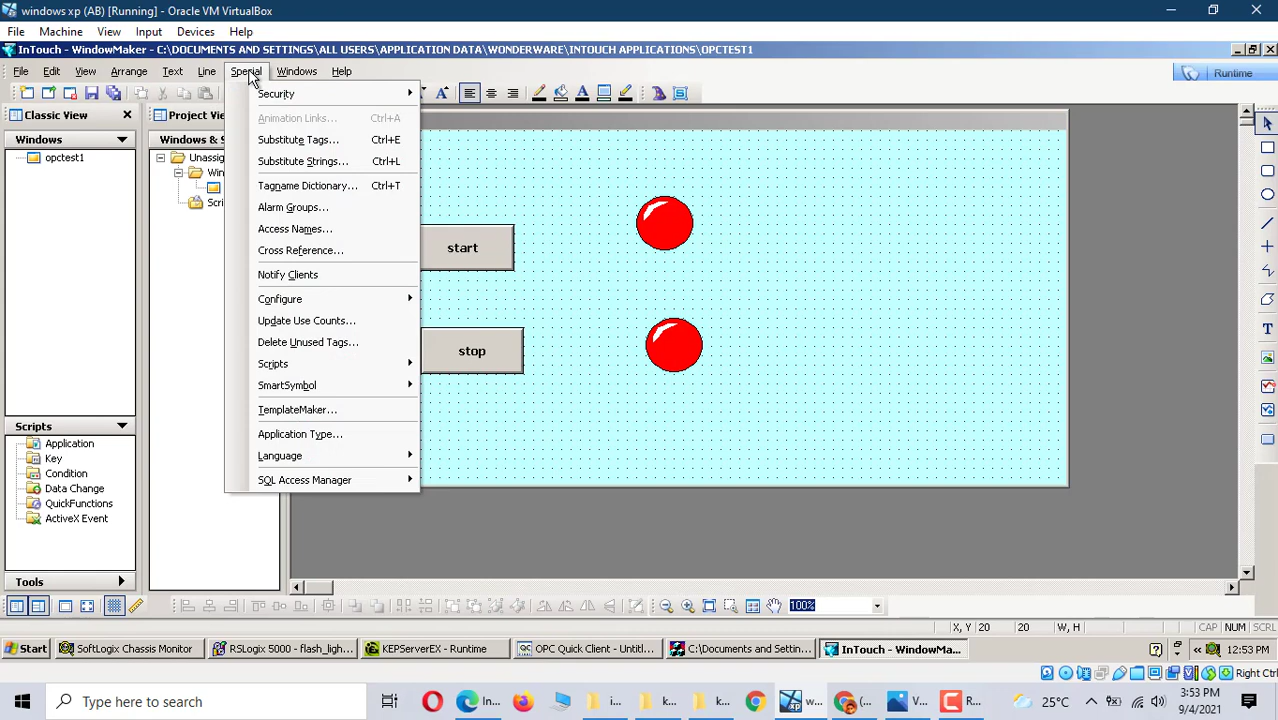 windows xp (AB) [Running] - Oracle VM VirtualBox
File Machine View Input Devices Help
InTouch - WindowMaker - C:\DOCUMENTS AND SETTINGS\ALL USERS\APPLICATION DATA\WONDERWARE\INTOUCH APPLICATIONS\OPCTEST1
File Edit View Arrange Text Line Special Windows Help
Runtime
Classic View
Windows
opctest1
Scripts
Application
Key
Condition
Data Change
QuickFunctions
ActiveX Event
Tools
Project View
Windows & S
Unassig
Win
Scri
Security
Animation Links... Ctrl+A
Substitute Tags... Ctrl+E
Substitute Strings... Ctrl+L
Tagname Dictionary... Ctrl+T
Alarm Groups...
Access Names...
Cross Reference...
Notify Clients
Configure
Update Use Counts...
Delete Unused Tags...
Scripts
SmartSymbol
TemplateMaker...
Application Type...
Language
SQL Access Manager
start
stop
100%
X, Y 20 20 W, H CAP NUM SCRL
Start SoftLogix Chassis Monitor RSLogix 5000 - flash_ligh... KEPServerEX - Runtime OPC Quick Client - Untitl... C:\Documents and Settin... InTouch - WindowMa... 12:53 PM
Right Ctrl
Type here to search In... i... k... k... w... (... V... R... 25°C 3:53 PM
9/4/2021